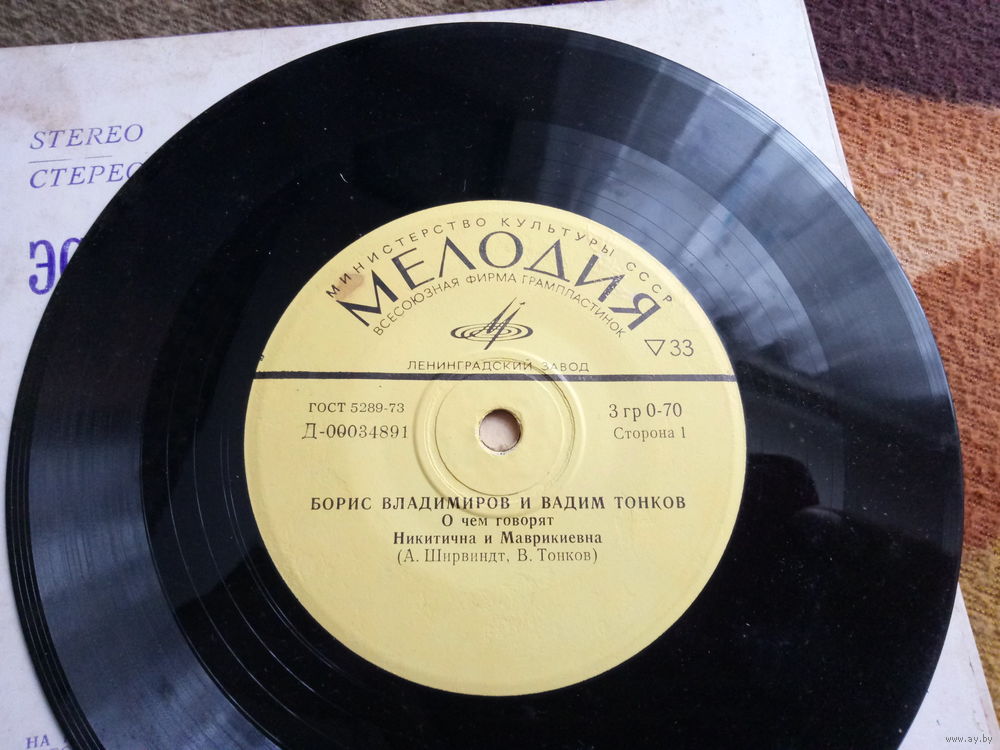 STEREO
СТЕРЕО
МИНИСТЕРСТВО КУЛЬТУРЫ СССР
МЕЛОДИЯ
ВСЕСОЮЗНАЯ ФИРМА ГРАМПЛАСТИНОК
▽33
ЛЕНИНГРАДСКИЙ ЗАВОД
ГОСТ 5289-73
3 гр 0-70
Д-00034891
Сторона 1
БОРИС ВЛАДИМИРОВ И ВАДИМ ТОНКОВ
О чем говорят
Никитична и Маврикиевна
(А. Ширвиндт, В. Тонков)
НА
www.ay.by